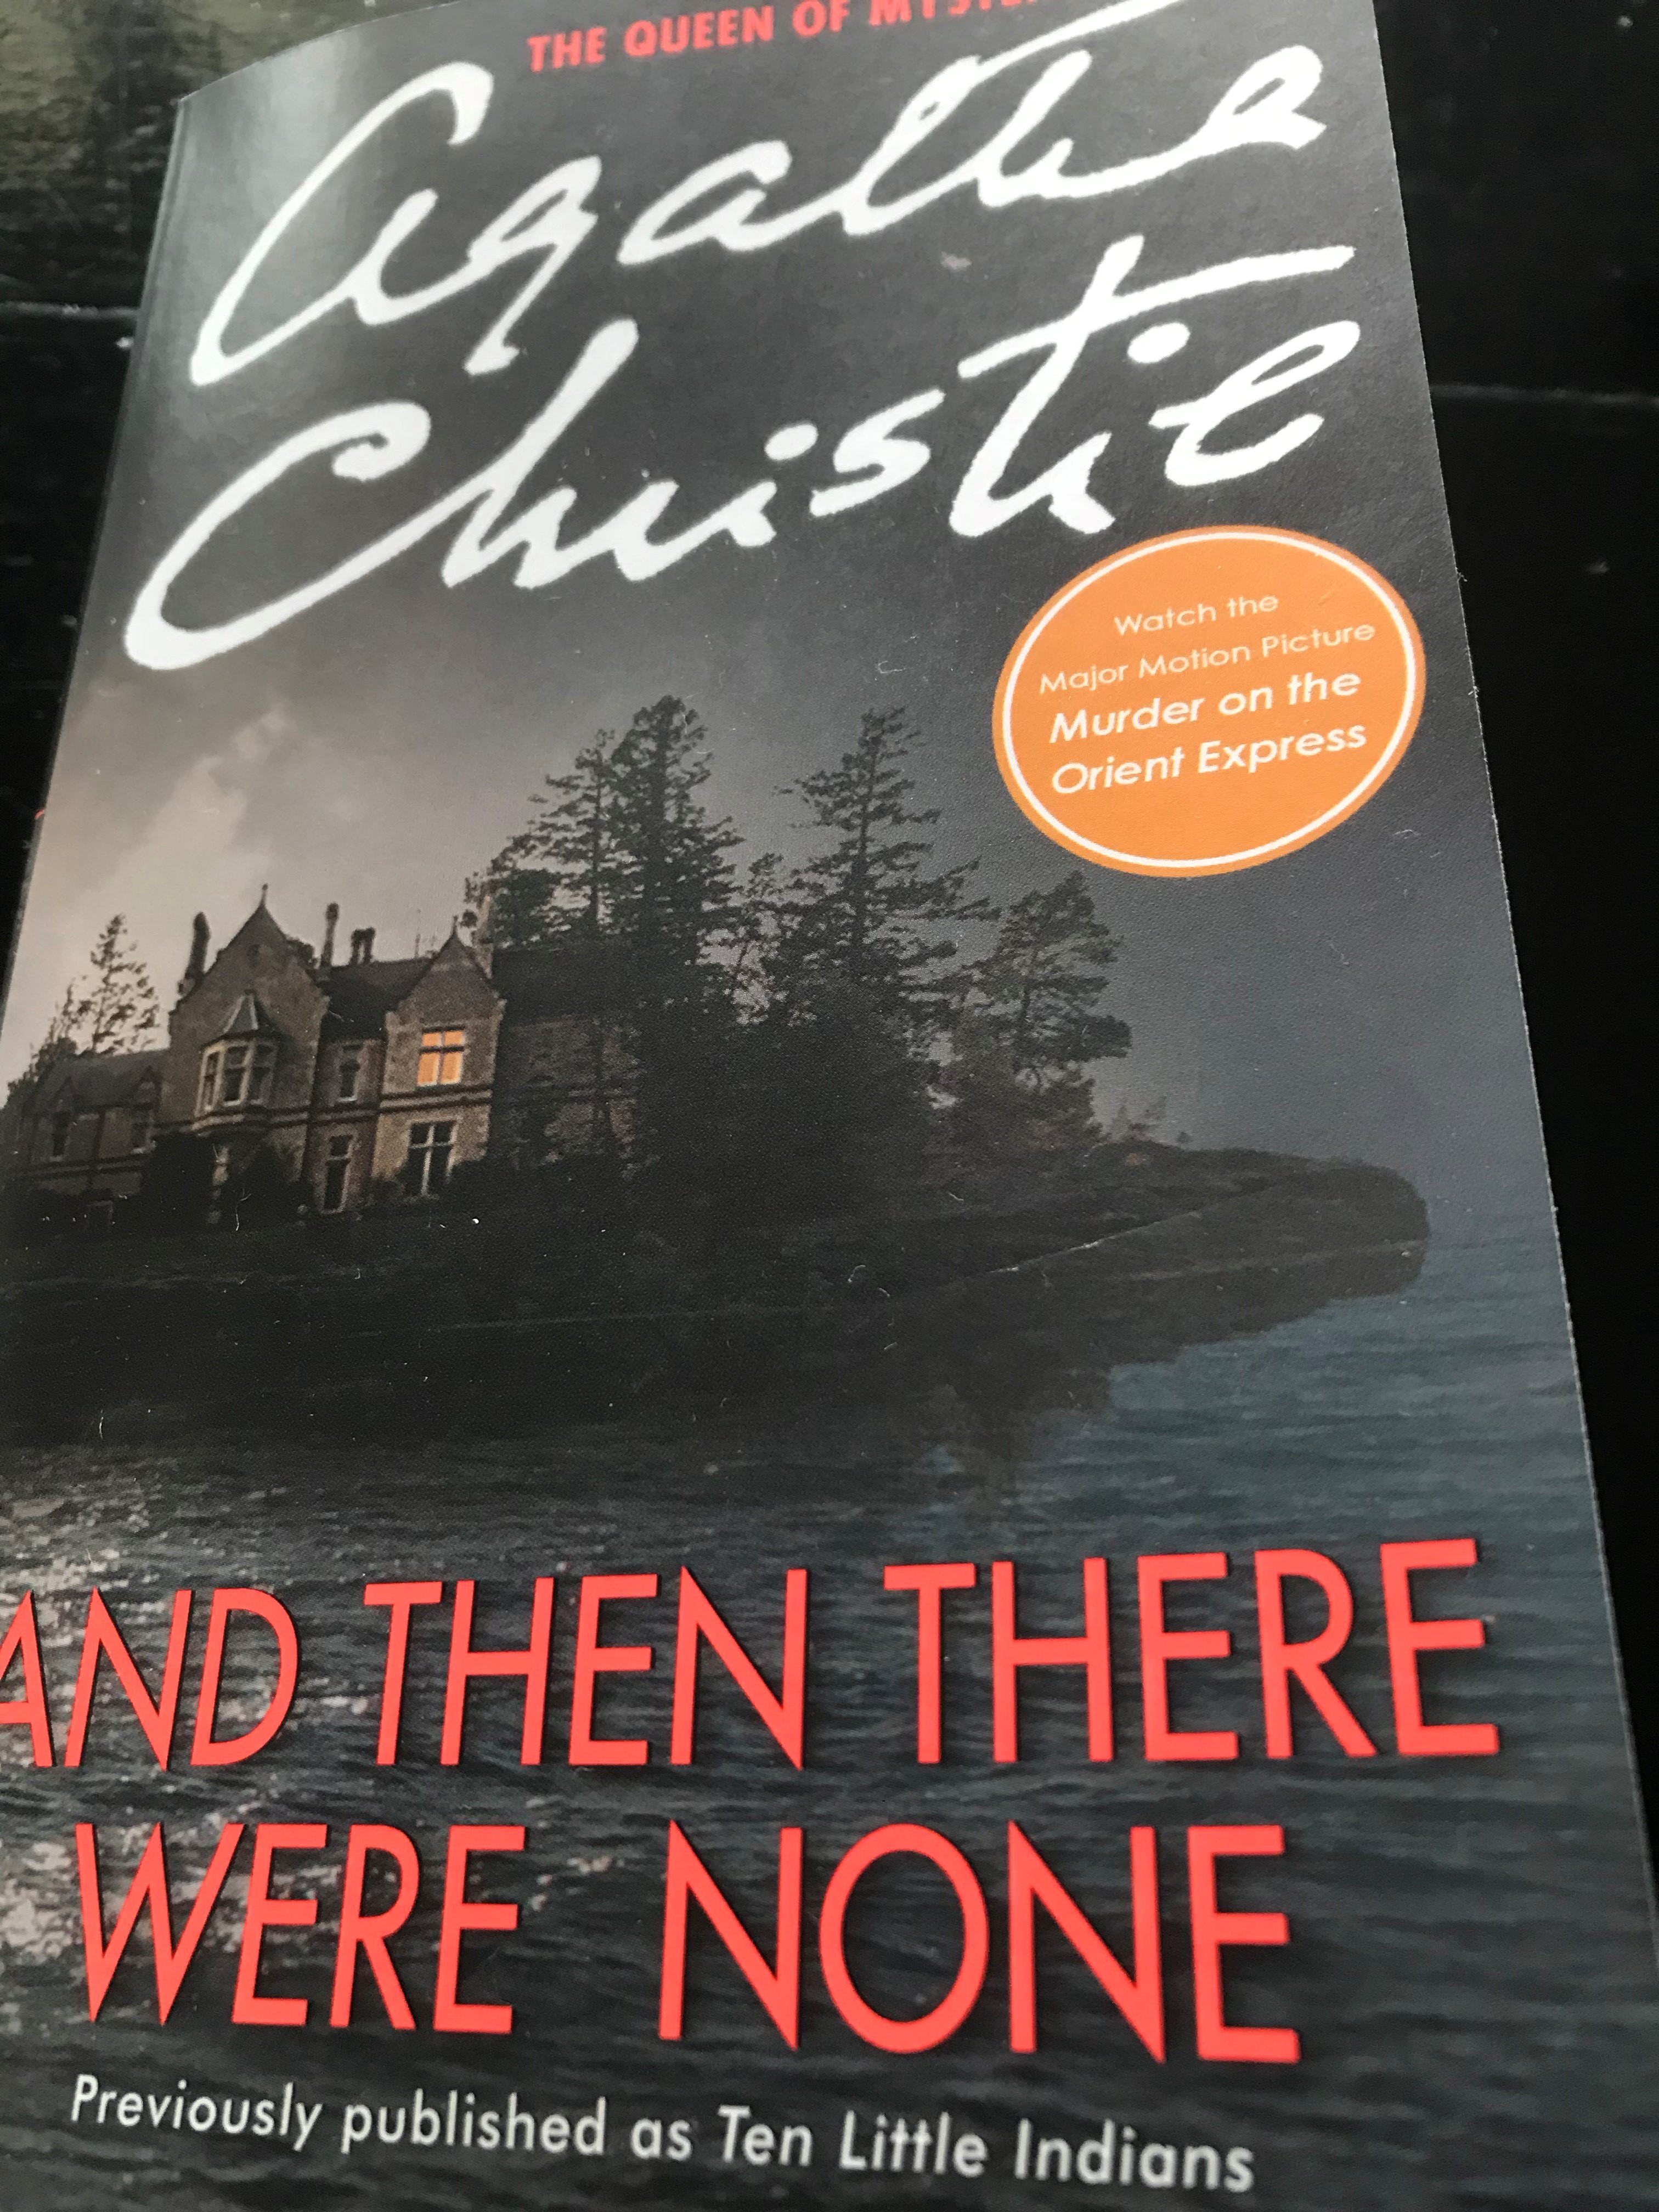 THE QUEEN OF
Agatha
Christie
Watch the
Major Motion Picture
Murder on the
Orient Express
AND THEN THERE
WERE NONE
Previously published as Ten Little Indians